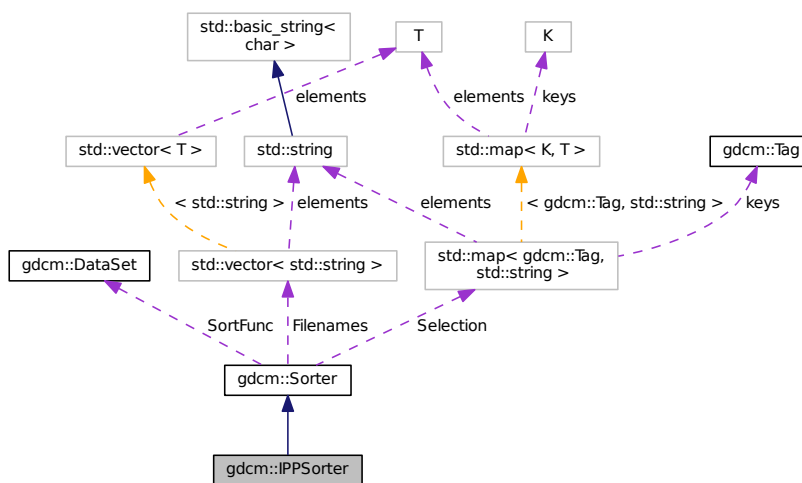 std::basic_string<
char >
T
K
elements
elements
keys
std::vector< T >
std::string
std::map< K, T >
gdcm::Tag
< std::string >
elements
elements
< gdcm::Tag, std::string >
keys
gdcm::DataSet
std::vector< std::string >
std::map< gdcm::Tag,
std::string >
SortFunc
Filenames
Selection
gdcm::Sorter
gdcm::IPPSorter